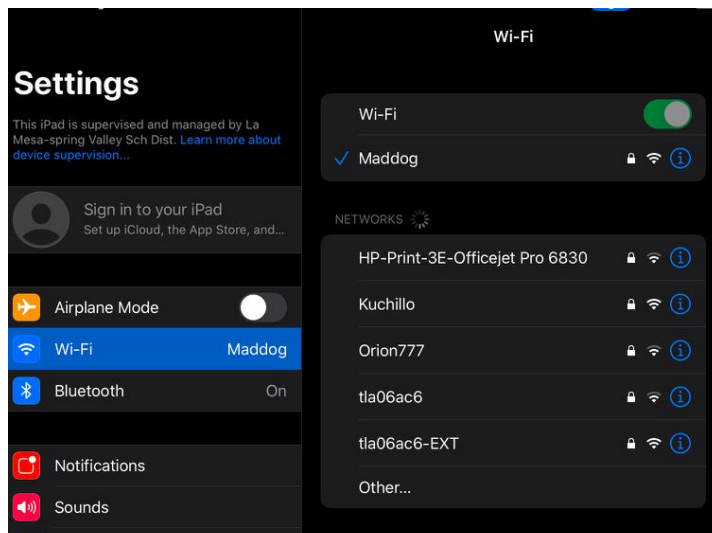 Wi-Fi
Settings
This iPad is supervised and managed by La
Mesa-spring Valley Sch Dist. Learn more about
device supervision...
Sign in to your iPad
Set up iCloud, the App Store, and...
Airplane Mode
Wi-Fi Maddog
Bluetooth On
Notifications
Sounds
Wi-Fi
Maddog
NETWORKS
HP-Print-3E-Officejet Pro 6830
Kuchillo
Orion777
tla06ac6
tla06ac6-EXT
Other...